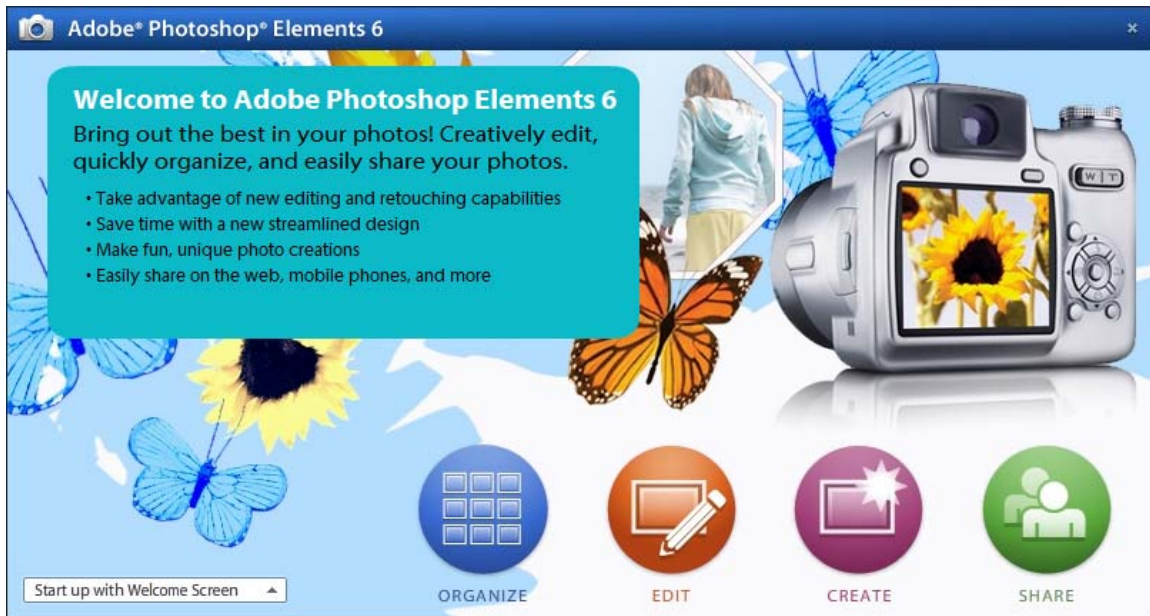 Adobe® Photoshop® Elements 6
Welcome to Adobe Photoshop Elements 6
Bring out the best in your photos! Creatively edit,
quickly organize, and easily share your photos.
• Take advantage of new editing and retouching capabilities
• Save time with a new streamlined design
• Make fun, unique photo creations
• Easily share on the web, mobile phones, and more
W T
Start up with Welcome Screen
ORGANIZE
EDIT
CREATE
SHARE